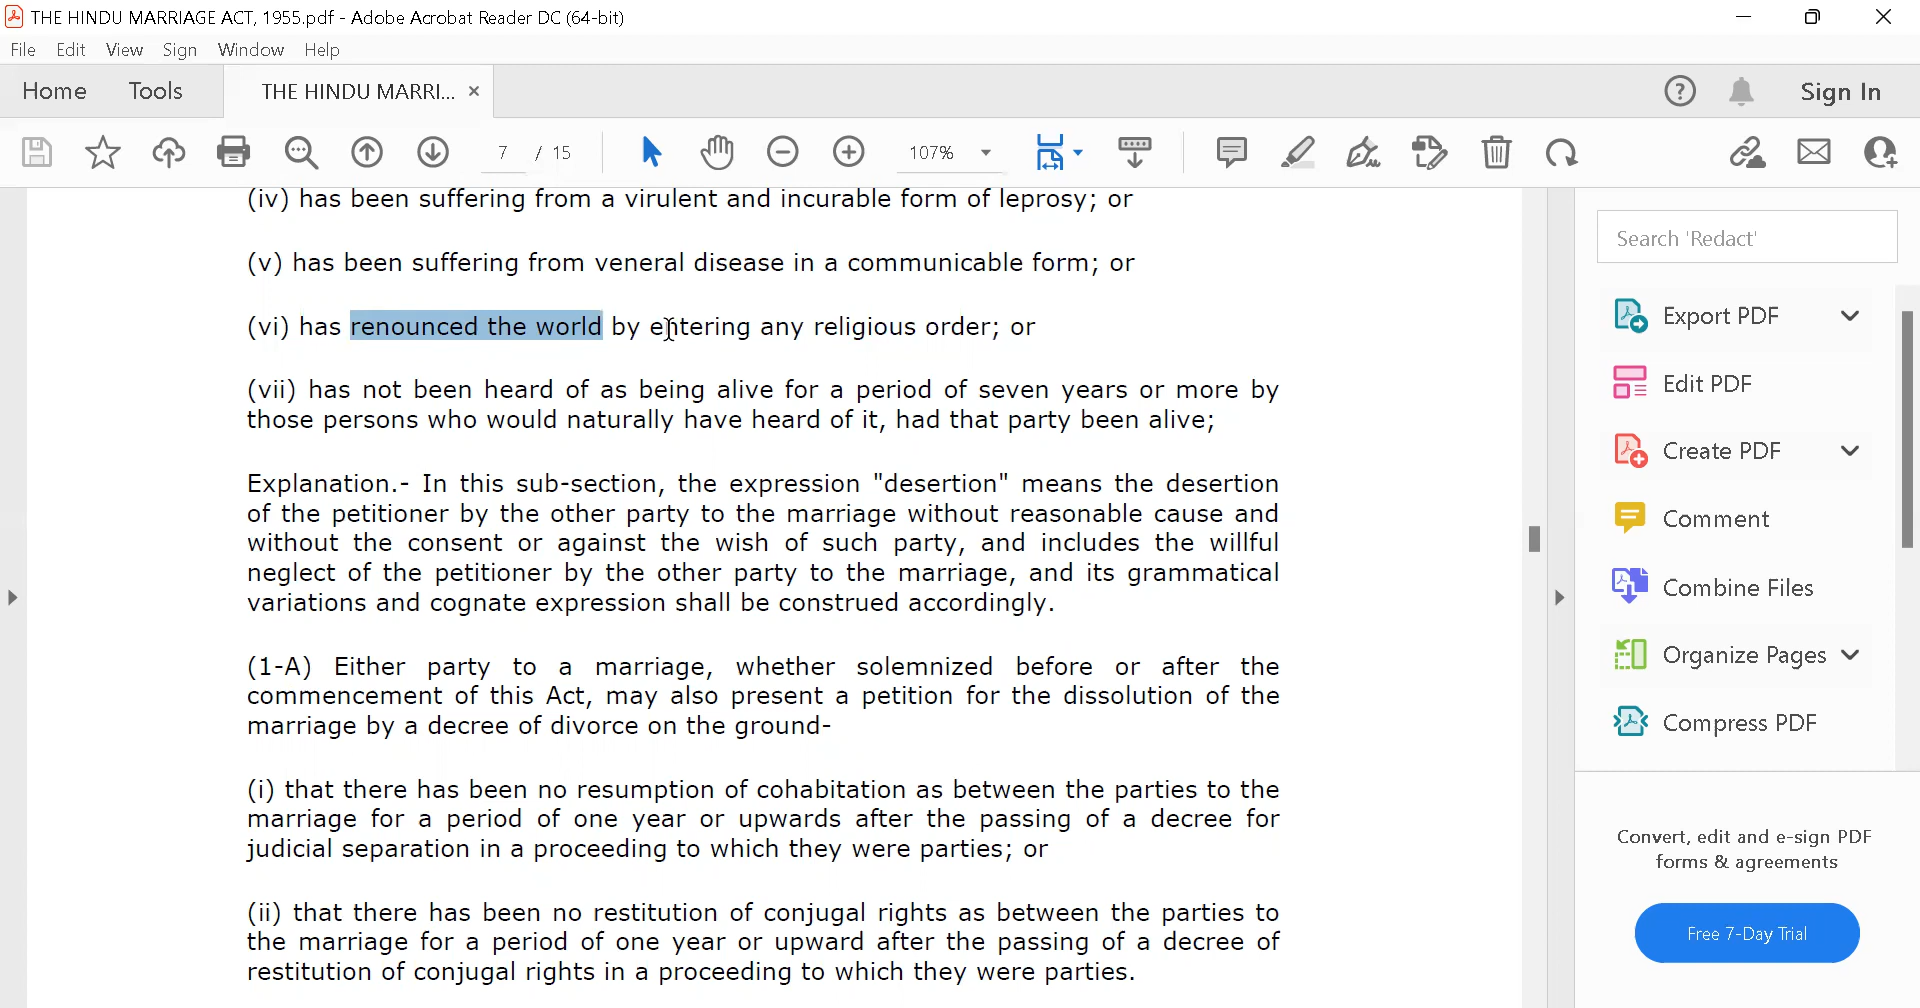 THE HINDU MARRIAGE ACT, 1955.pdf - Adobe Acrobat Reader DC (64-bit)
File Edit View Sign Window Help
Home Tools THE HINDU MARRI... × Sign In
7 / 15 107%
(iv) has been suffering from a virulent and incurable form of leprosy; or
(v) has been suffering from veneral disease in a communicable form; or
(vi) has renounced the world by entering any religious order; or
(vii) has not been heard of as being alive for a period of seven years or more by
those persons who would naturally have heard of it, had that party been alive;
Explanation.- In this sub-section, the expression "desertion" means the desertion
of the petitioner by the other party to the marriage without reasonable cause and
without the consent or against the wish of such party, and includes the willful
neglect of the petitioner by the other party to the marriage, and its grammatical
variations and cognate expression shall be construed accordingly.
(1-A) Either party to a marriage, whether solemnized before or after the
commencement of this Act, may also present a petition for the dissolution of the
marriage by a decree of divorce on the ground-
(i) that there has been no resumption of cohabitation as between the parties to the
marriage for a period of one year or upwards after the passing of a decree for
judicial separation in a proceeding to which they were parties; or
(ii) that there has been no restitution of conjugal rights as between the parties to
the marriage for a period of one year or upward after the passing of a decree of
restitution of conjugal rights in a proceeding to which they were parties.
Search 'Redact'
Export PDF
Edit PDF
Create PDF
Comment
Combine Files
Organize Pages
Compress PDF
Convert, edit and e-sign PDF
forms & agreements
Free 7-Day Trial